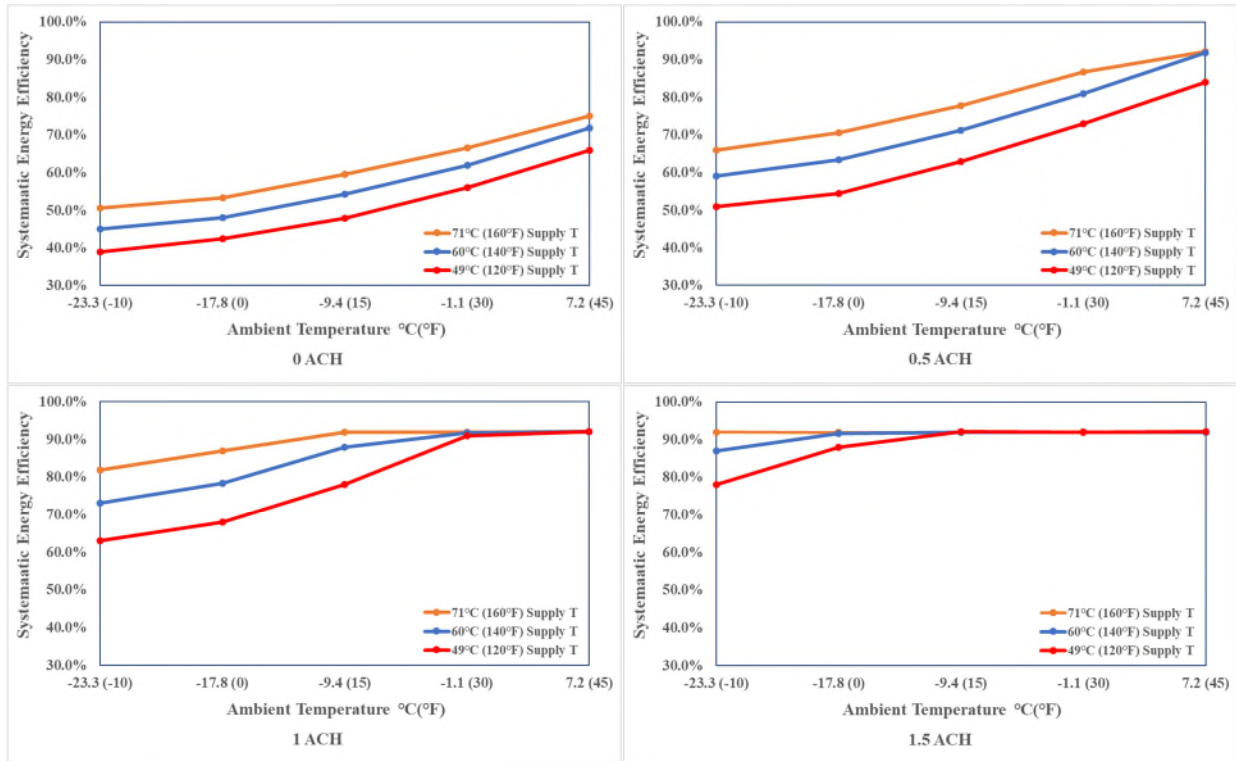 100.0%
90.0%
80.0%
70.0%
60.0%
50.0%
40.0%
30.0%
Systemaatic Energy Efficiency
71°C (160°F) Supply T
60°C (140°F) Supply T
49°C (120°F) Supply T
-23.3 (-10) -17.8 (0) -9.4 (15) -1.1 (30) 7.2 (45)
Ambient Temperature °C(°F)
0 ACH
100.0%
90.0%
80.0%
70.0%
60.0%
50.0%
40.0%
30.0%
Systemaatic Energy Efficiency
71°C (160°F) Supply T
60°C (140°F) Supply T
49°C (120°F) Supply T
-23.3 (-10) -17.8 (0) -9.4 (15) -1.1 (30) 7.2 (45)
Ambient Temperature °C(°F)
0.5 ACH
100.0%
90.0%
80.0%
70.0%
60.0%
50.0%
40.0%
30.0%
Systemaatic Energy Efficiency
71°C (160°F) Supply T
60°C (140°F) Supply T
49°C (120°F) Supply T
-23.3 (-10) -17.8 (0) -9.4 (15) -1.1 (30) 7.2 (45)
Ambient Temperature °C(°F)
1 ACH
100.0%
90.0%
80.0%
70.0%
60.0%
50.0%
40.0%
30.0%
Systemaatic Energy Efficiency
71°C (160°F) Supply T
60°C (140°F) Supply T
49°C (120°F) Supply T
-23.3 (-10) -17.8 (0) -9.4 (15) -1.1 (30) 7.2 (45)
Ambient Temperature °C(°F)
1.5 ACH